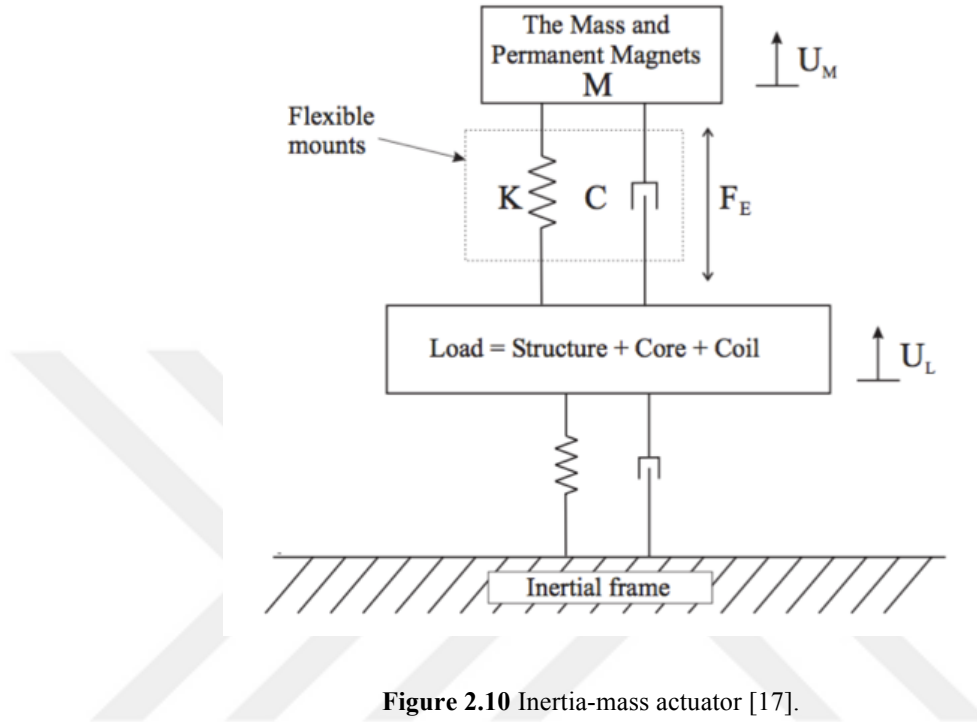 The Mass and
Permanent Magnets
M
U_M
Flexible
mounts
K
C
F_E
Load = Structure + Core + Coil
U_L
Inertial frame
Figure 2.10 Inertia-mass actuator [17].